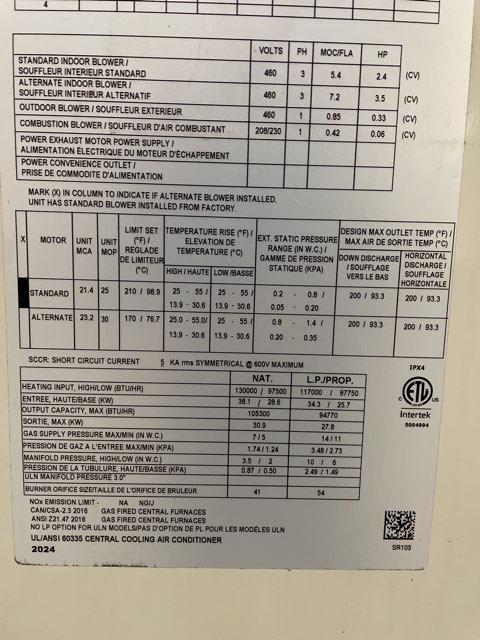 4
VOLTS PH MOC/FLA HP
STANDARD INDOOR BLOWER /
SOUFFLEUR INTERIEUR STANDARD 460 3 5.4 2.4 (CV)
ALTERNATE INDOOR BLOWER /
SOUFFLEUR INTERIEUR ALTERNATIF 460 3 7.2 3.5 (CV)
OUTDOOR BLOWER / SOUFFLEUR EXTERIEUR 460 1 0.85 0.33 (CV)
COMBUSTION BLOWER / SOUFFLEUR D'AIR COMBUSTANT 208/230 1 0.42 0.06 (CV)
POWER EXHAUST MOTOR POWER SUPPLY /
ALIMENTATION ÉLECTRIQUE DU MOTEUR D'ÉCHAPPEMENT
POWER CONVENIENCE OUTLET /
PRISE DE COMMODITE D'ALIMENTATION
MARK (X) IN COLUMN TO INDICATE IF ALTERNATE BLOWER INSTALLED.
UNIT HAS STANDARD BLOWER INSTALLED FROM FACTORY.
X MOTOR UNIT MCA UNIT MOP LIMIT SET (°F) / REGLADE DE LIMITEUR (°C) TEMPERATURE RISE (°F) / ELEVATION DE TEMPERATURE (°C) EXT. STATIC PRESSURE RANGE (IN W.C.) / GAMME DE PRESSION STATIQUE (KPA) DESIGN MAX OUTLET TEMP (°F) / MAX AIR DE SORTIE TEMP (°C)
HIGH / HAUTE LOW /BASSE DOWN DISCHARGE / SOUFFLAGE VERS LE BAS HORIZONTAL DISCHARGE / SOUFFLAGE HORIZONTALE
STANDARD 21.4 25 210 / 98.9 25 - 55 / 25 - 55 / 0.2 - 0.8 / 200 / 93.3 200 / 93.3
13.9 - 30.6 13.9 - 30.6 0.05 - 0.20
ALTERNATE 23.2 30 170 / 76.7 25.0 - 55.0/ 25 - 55 / 0.8 - 1.4 / 200 / 93.3 200 / 93.3
13.9 - 30.6 13.9 - 30.6 0.20 - 0.35
SCCR: SHORT CIRCUIT CURRENT 5 KA rms SYMMETRICAL @ 600V MAXIMUM
NAT. L.P./PROP.
HEATING INPUT, HIGH/LOW (BTU/HR) 130000 / 97500 117000 / 87750
ENTREE, HAUTE/BASE (KW) 38.1 / 28.6 34.3 / 25.7
OUTPUT CAPACITY, MAX (BTU/HR) 105300 94770
SORTIE, MAX (KW) 30.9 27.8
GAS SUPPLY PRESSURE MAX/MIN (IN W.C.) 7 / 5 14 / 11
PRESSION DE GAZ A L'ENTREE MAX/MIN (KPA) 1.74 / 1.24 3.48 / 2.73
MANIFOLD PRESSURE, HIGH/LOW (IN W.C.) 3.5 / 2 10 / 6
PRESSION DE LA TUBULURE, HAUTE/BASSE (KPA) 0.87 / 0.50 2.49 / 1.49
ULN MANIFOLD PRESSURE 3.0"
BURNER ORIFICE SIZE/TAILLE DE L'ORIFICE DE BRULEUR 41 54
IPX4
C ETL US
Intertek
5004994
NOx EMISSION LIMIT - NA NG/J
CAN/CSA-2.3 2016 GAS FIRED CENTRAL FURNACES
ANSI Z21.47 2016 GAS FIRED CENTRAL FURNACES
NO LP OPTION FOR ULN MODELS/PAS D'OPTION DE PL POUR LES MODÈLES ULN
UL/ANSI 60335 CENTRAL COOLING AIR CONDITIONER
2024
SR105